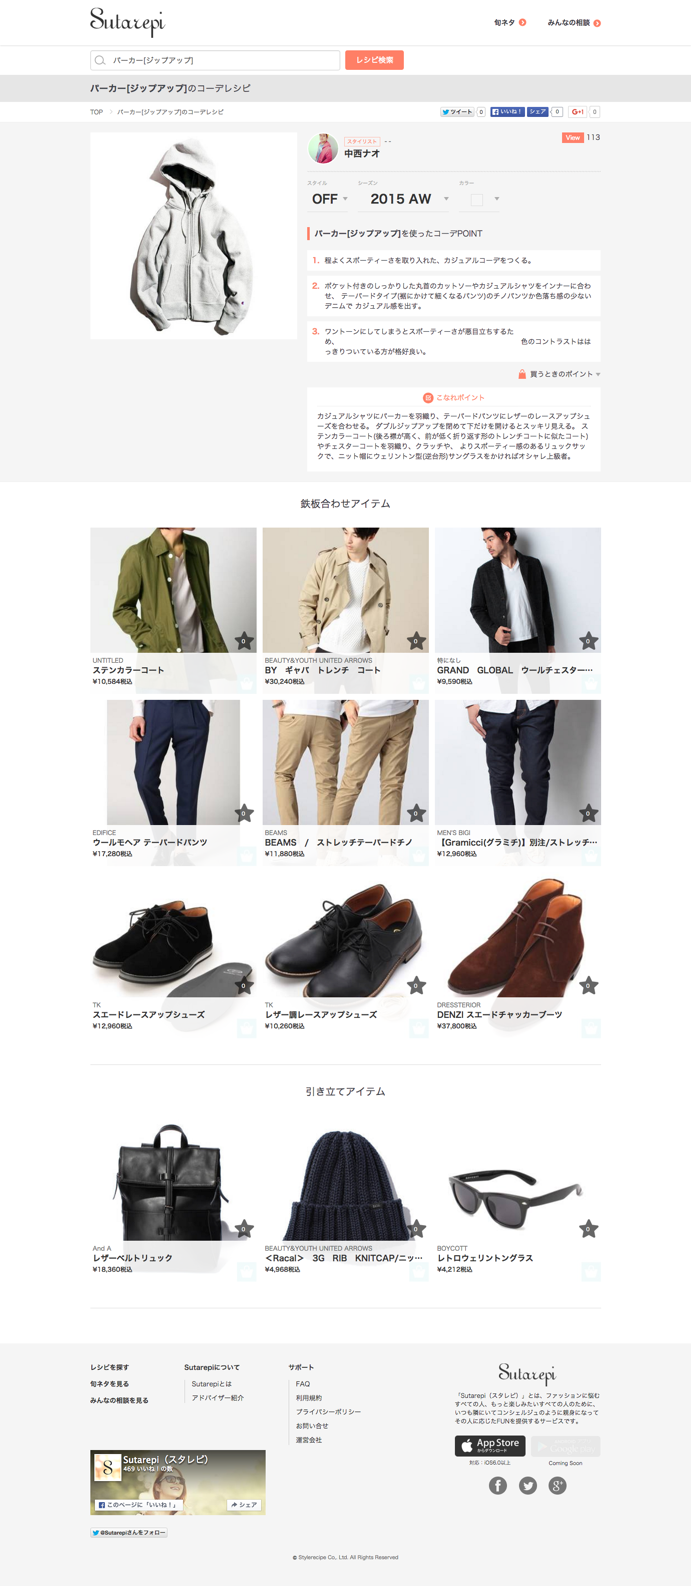 Sutarepi
旬ネタ
みんなの相談
パーカー[ジップアップ]
レシピ検索
パーカー[ジップアップ]のコーデレシピ
TOP
パーカー[ジップアップ]のコーデレシピ
ツイート 0
いいね！ シェア 0
G+1 0
スタイリスト - -
中西ナオ
View 113
スタイル
シーズン
カラー
OFF
2015 AW
パーカー[ジップアップ]を使ったコーデPOINT
1. 程よくスポーティーさを取り入れた、カジュアルコーデをつくる。
2. ポケット付きのしっかりした丸首のカットソーやカジュアルシャツをインナーに合わ
せ、 テーパードタイプ(裾にかけて細くなるパンツ)のチノパンツか色落ち感の少ない
デニムで カジュアル感を出す。
3. ワントーンにしてしまうとスポーティーさが悪目立ちするた
め、 色のコントラストはは
っきりついている方が格好良い。
買うときのポイント
こなれポイント
カジュアルシャツにパーカーを羽織り、テーパードパンツにレザーのレースアップシュ
ーズを合わせる。 ダブルジップアップを閉めて下だけを開けるとスッキリ見える。 ス
テンカラーコート(後ろ襟が高く、前が低く折り返す形のトレンチコートに似たコート)
やチェスターコートを羽織り、クラッチや、 よりスポーティー感のあるリュックサッ
クで、ニット帽にウェリントン型(逆台形)サングラスをかければオシャレ上級者。
鉄板合わせアイテム
0
0
0
UNTITLED
ステンカラーコート
¥10,584税込
BEAUTY&YOUTH UNITED ARROWS
BY ギャバ トレンチ コート
¥30,240税込
特になし
GRAND GLOBAL ウールチェスター…
¥9,590税込
0
0
0
EDIFICE
ウールモヘア テーパードパンツ
¥17,280税込
BEAMS
BEAMS / ストレッチテーパードチノ
¥11,880税込
MEN'S BIGI
【Gramicci(グラミチ)】別注/ストレッチ…
¥12,960税込
0
0
0
TK
スエードレースアップシューズ
¥12,960税込
TK
レザー調レースアップシューズ
¥10,260税込
DRESSTERIOR
DENZI スエードチャッカーブーツ
¥37,800税込
引き立てアイテム
0
0
0
And A
レザーベルトリュック
¥18,360税込
BEAUTY&YOUTH UNITED ARROWS
＜Racal＞ 3G RIB KNITCAP/ニッ…
¥4,968税込
BOYCOTT
レトロウェリントングラス
¥4,212税込
レシピを探す
旬ネタを見る
みんなの相談を見る
Sutarepiについて
Sutarepiとは
アドバイザー紹介
サポート
FAQ
利用規約
プライバシーポリシー
お問い合せ
運営会社
Sutarepi
「Sutarepi（スタレピ）」とは、ファッションに悩む
すべての人、もっと楽しみたいすべての人のために、
いつも隣にいてコンシェルジュのように親身になって
その人に応じたFUNを提供するサービスです。
App Store
からダウンロード
対応：iOS6.0以上
Coming Soon
Sutarepi（スタレピ）
469 いいね！の数
このページに「いいね！」
シェア
@Sutarepiさんをフォロー
© Stylerecipe Co., Ltd. All Rights Reserved